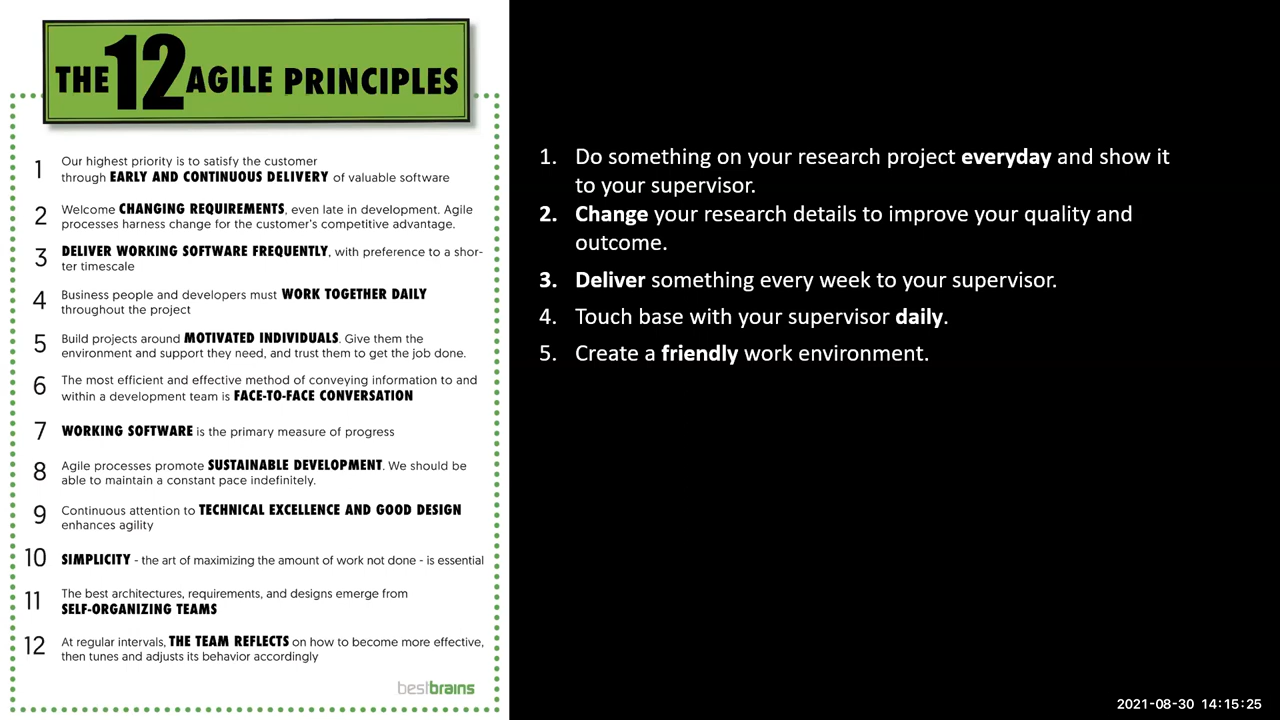 THE 12 AGILE PRINCIPLES
1 Our highest priority is to satisfy the customer
through EARLY AND CONTINUOUS DELIVERY of valuable software
2 Welcome CHANGING REQUIREMENTS, even late in development. Agile
processes harness change for the customer's competitive advantage.
3 DELIVER WORKING SOFTWARE FREQUENTLY, with preference to a shor-
ter timescale
4 Business people and developers must WORK TOGETHER DAILY
throughout the project
5 Build projects around MOTIVATED INDIVIDUALS. Give them the
environment and support they need, and trust them to get the job done.
6 The most efficient and effective method of conveying information to and
within a development team is FACE-TO-FACE CONVERSATION
7 WORKING SOFTWARE is the primary measure of progress
8 Agile processes promote SUSTAINABLE DEVELOPMENT. We should be
able to maintain a constant pace indefinitely.
9 Continuous attention to TECHNICAL EXCELLENCE AND GOOD DESIGN
enhances agility
10 SIMPLICITY - the art of maximizing the amount of work not done - is essential
11 The best architectures, requirements, and designs emerge from
SELF-ORGANIZING TEAMS
12 At regular intervals, THE TEAM REFLECTS on how to become more effective,
then tunes and adjusts its behavior accordingly
bestbrains
1. Do something on your research project everyday and show it
to your supervisor.
2. Change your research details to improve your quality and
outcome.
3. Deliver something every week to your supervisor.
4. Touch base with your supervisor daily.
5. Create a friendly work environment.
2021-08-30 14:15:25